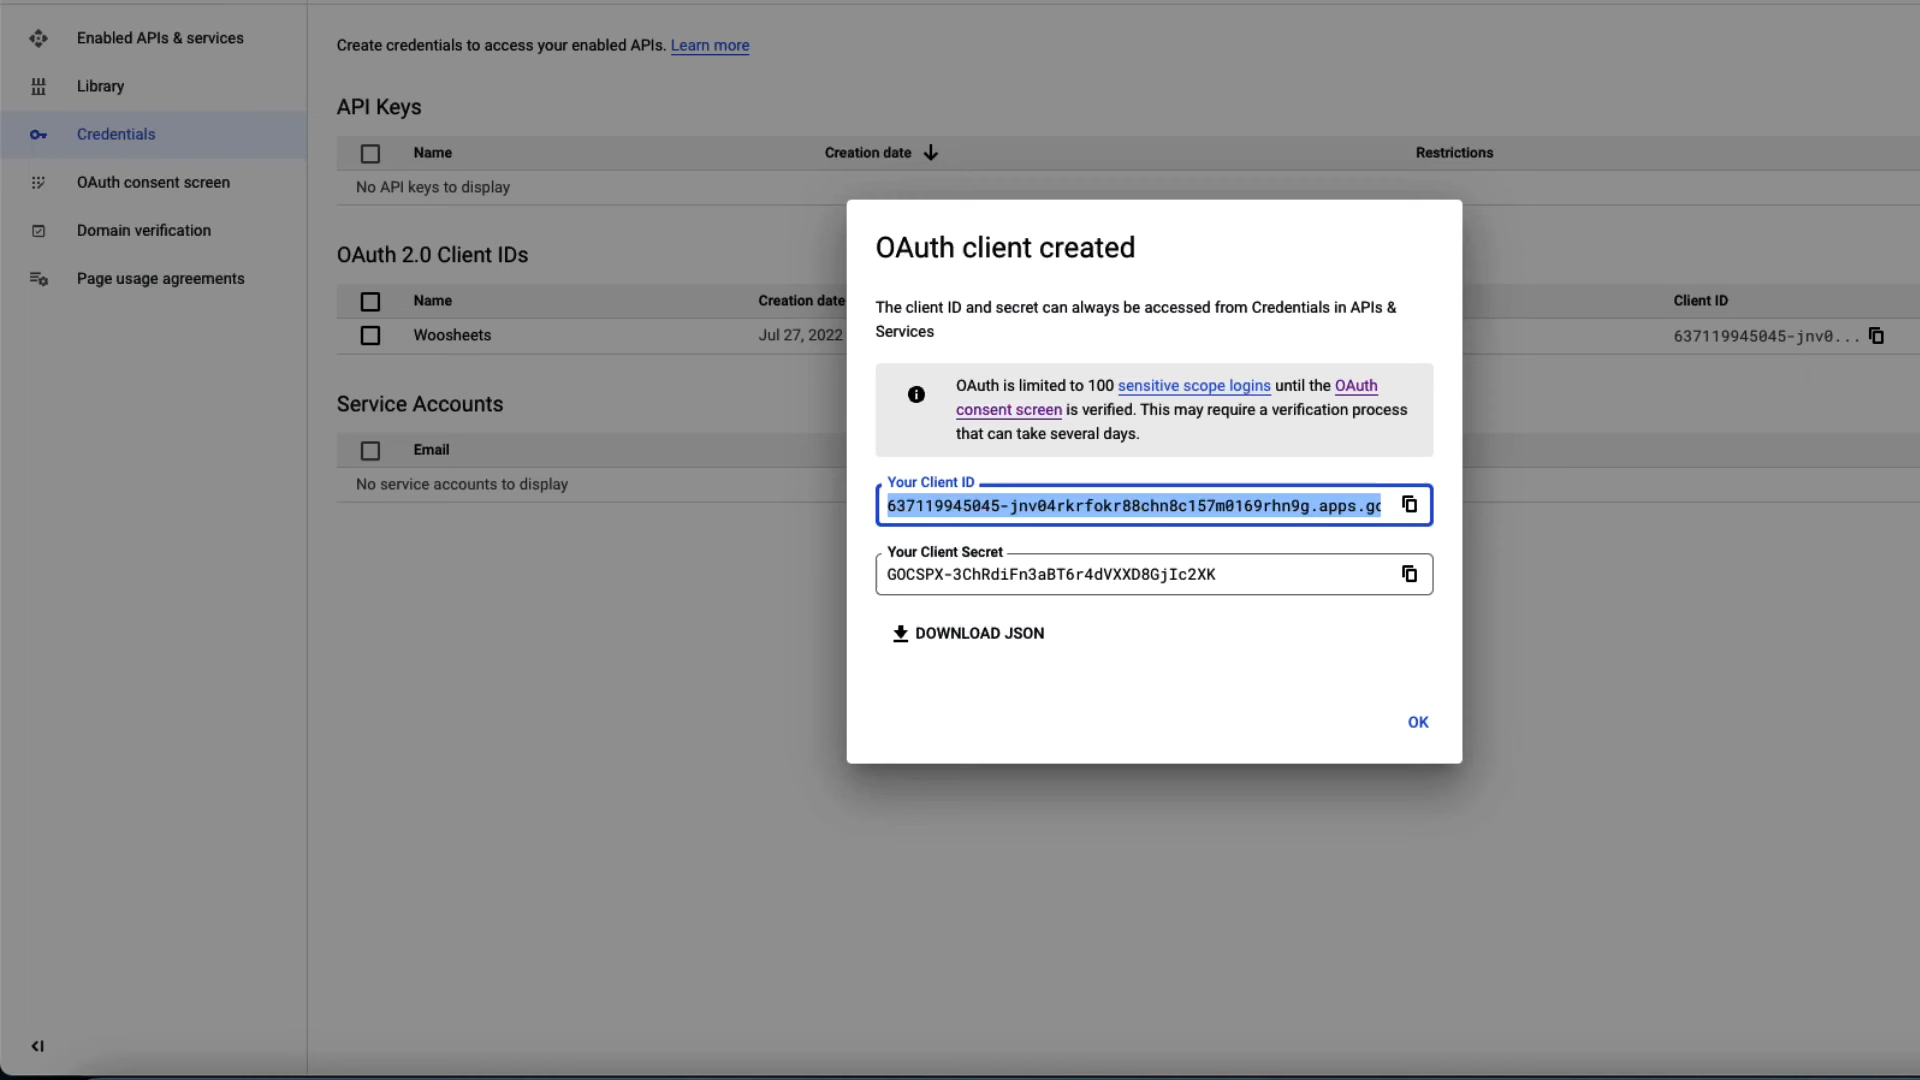 Enabled APIs & services
Library
Credentials
OAuth consent screen
Domain verification
Page usage agreements
Create credentials to access your enabled APIs. Learn more
API Keys
Name Creation date Restrictions
No API keys to display
OAuth 2.0 Client IDs
Name Creation date Client ID
Woosheets Jul 27, 2022 637119945045-jnv0...
Service Accounts
Email
No service accounts to display
OAuth client created
The client ID and secret can always be accessed from Credentials in APIs &
Services
OAuth is limited to 100 sensitive scope logins until the OAuth
consent screen is verified. This may require a verification process
that can take several days.
Your Client ID
637119945045-jnv04rkrfokr88chn8c157m0169rhn9g.apps.go
Your Client Secret
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
DOWNLOAD JSON
OK